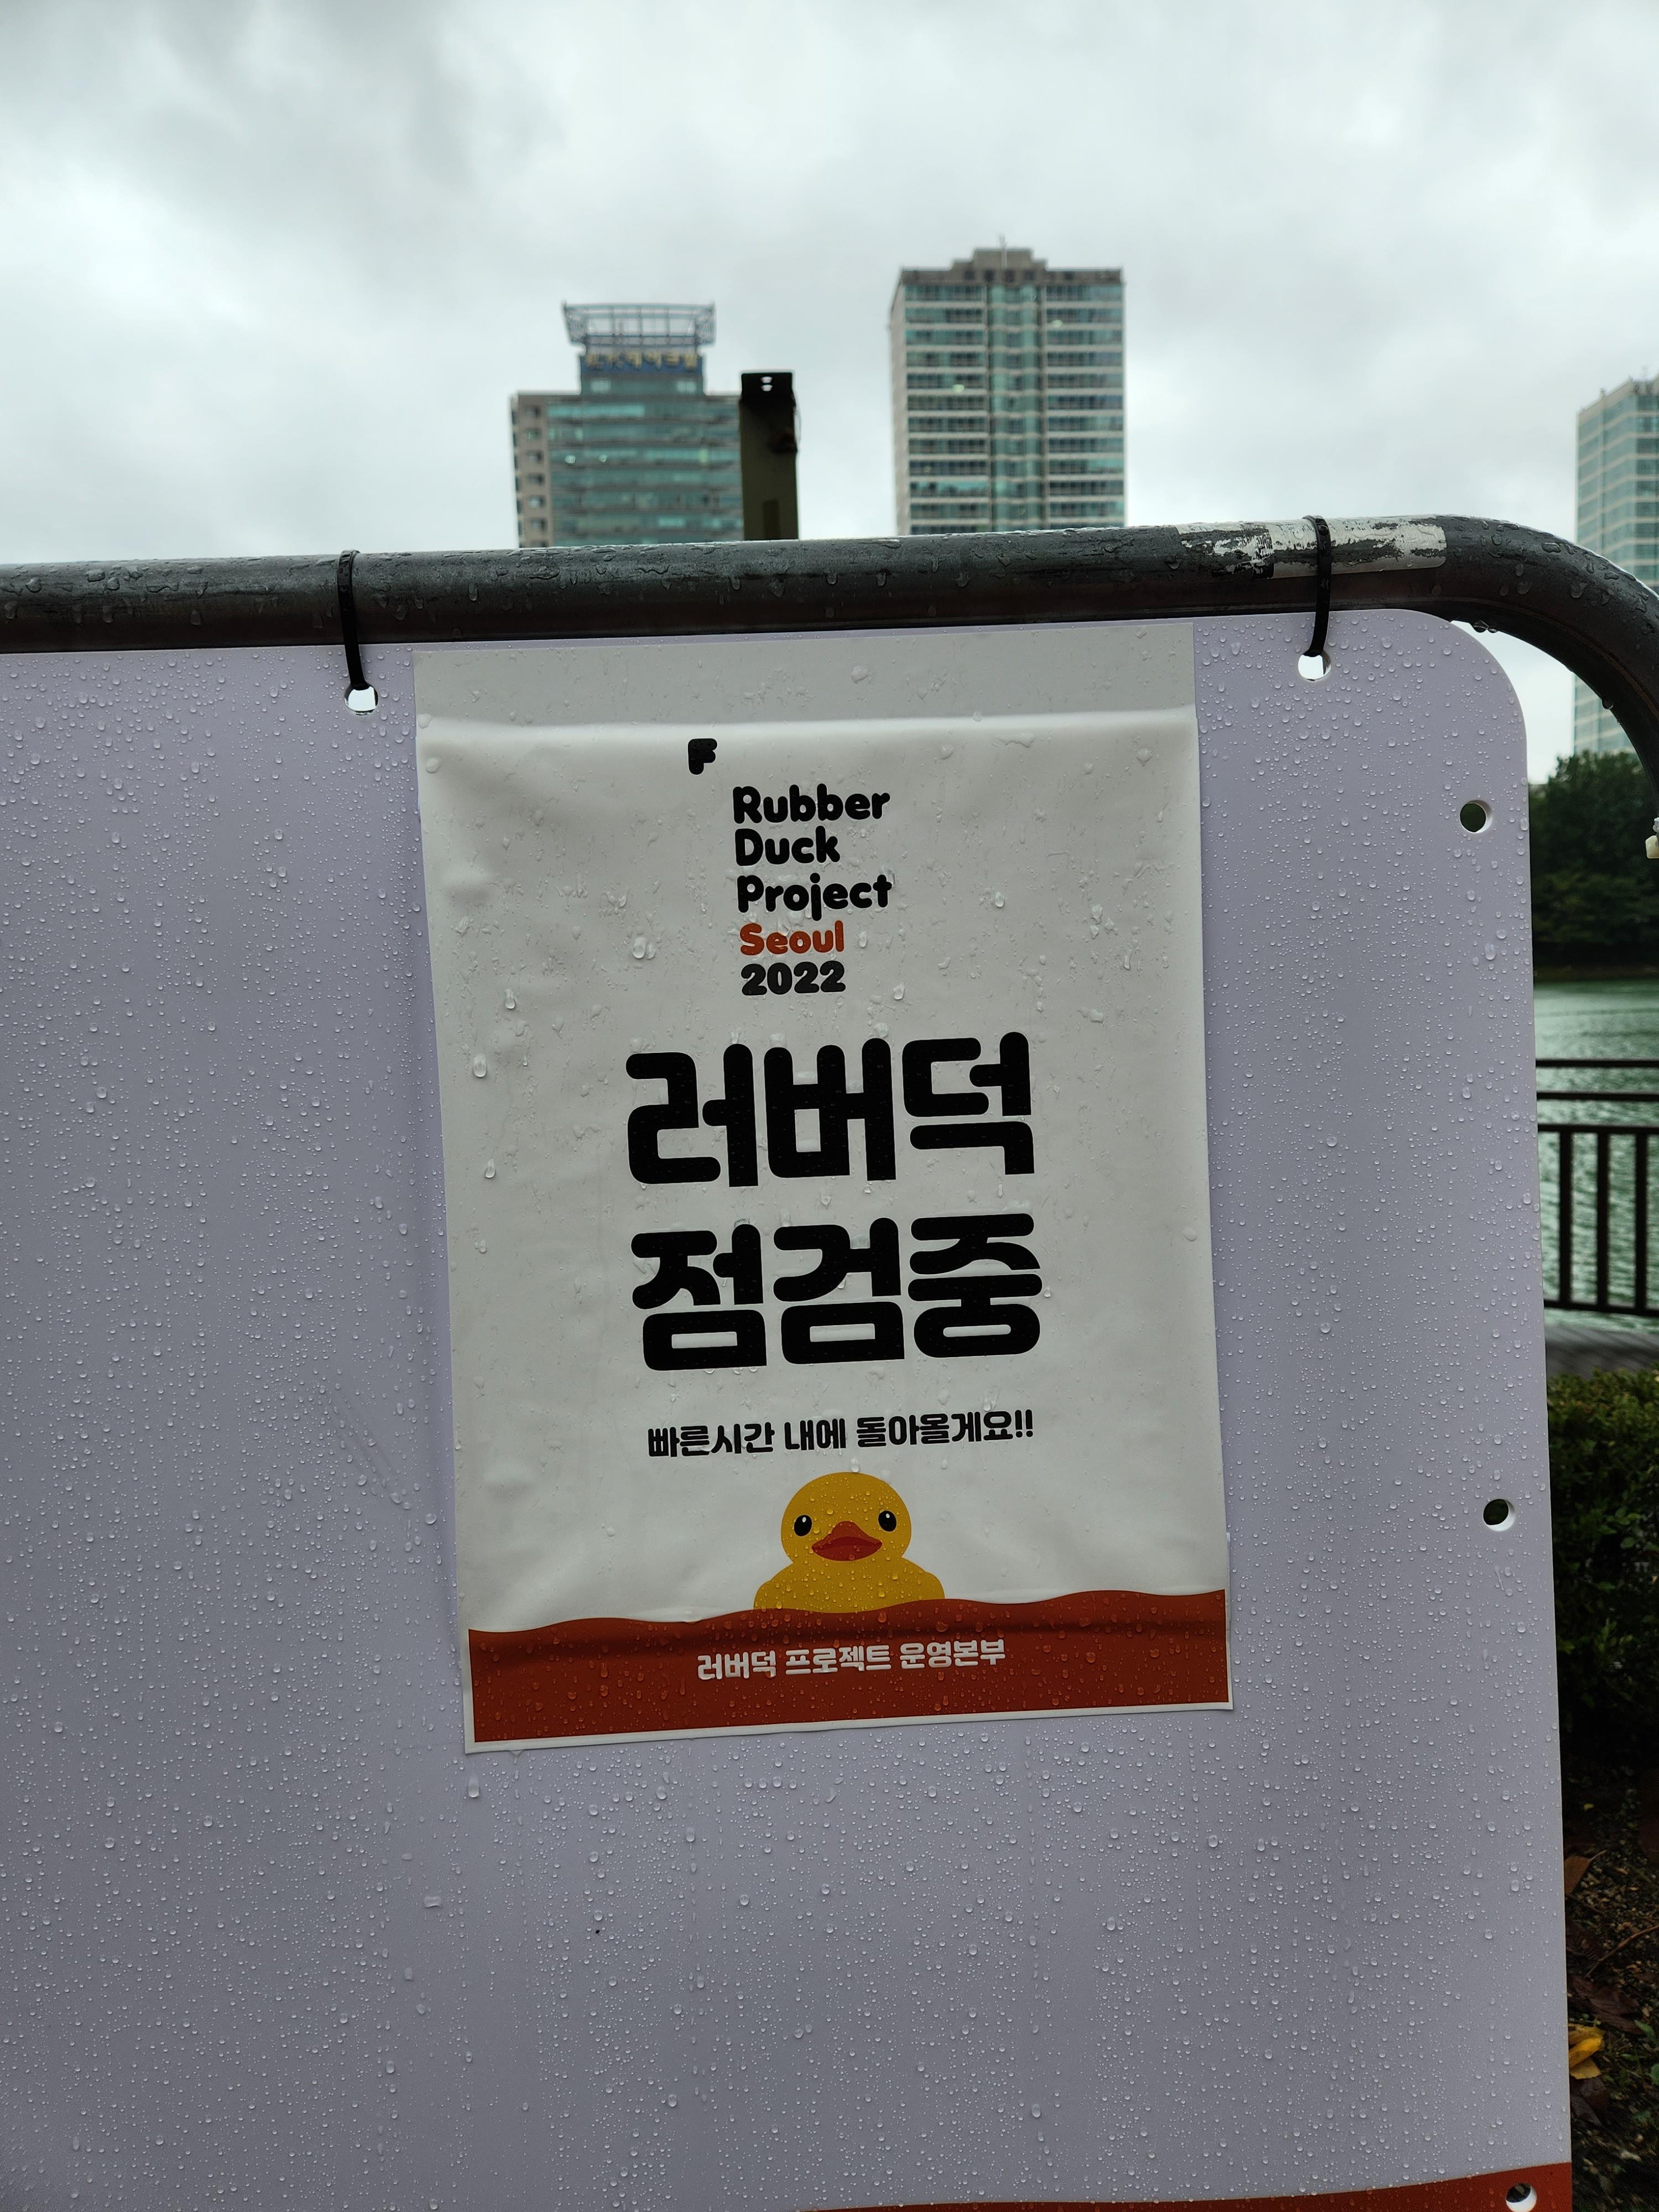 F
Rubber
Duck
Project
Seoul
2022
러버덕
점검중
빠른시간 내에 돌아올게요!!
러버덕 프로젝트 운영본부